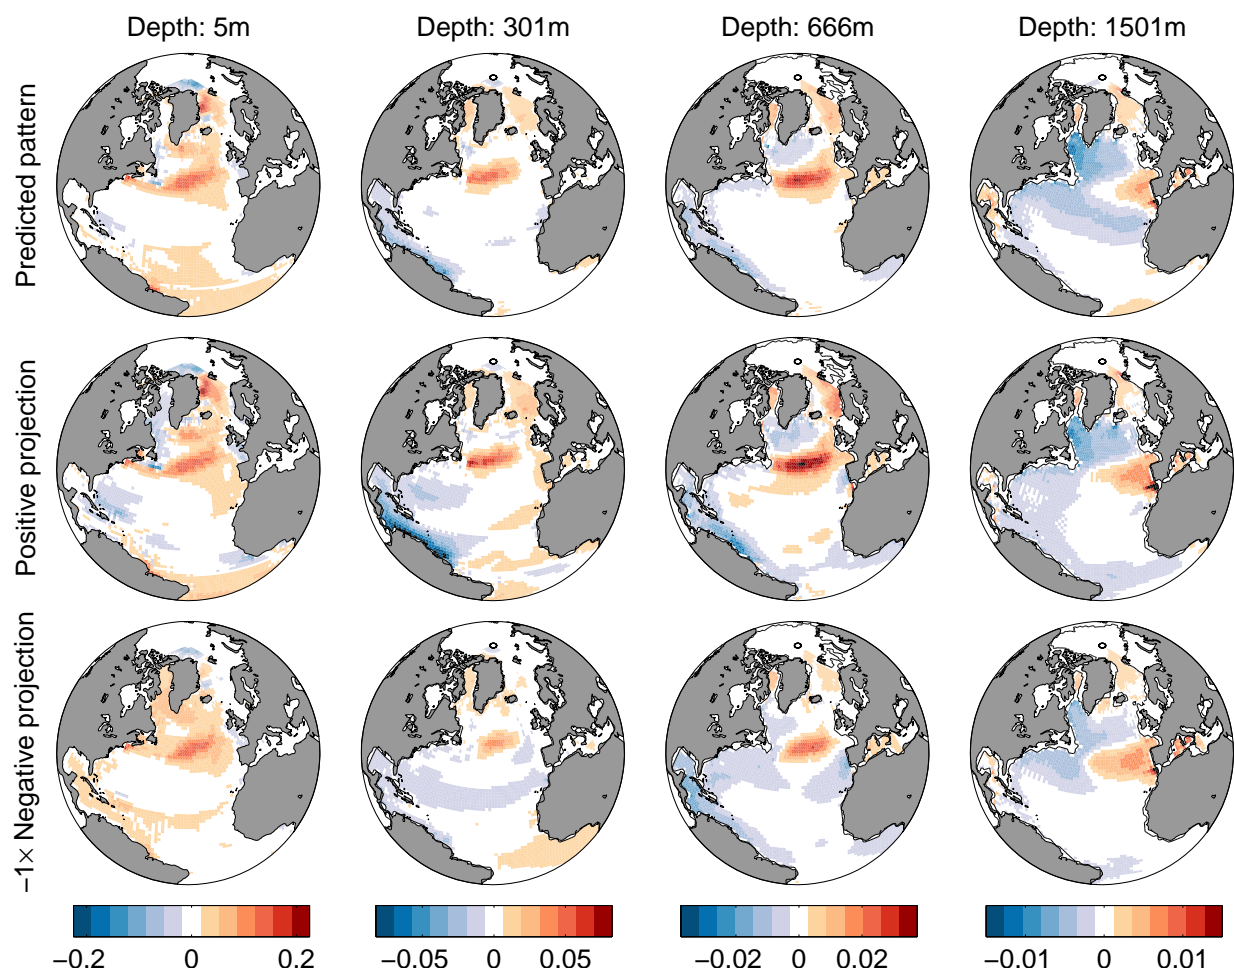 Depth: 5m
Depth: 301m
Depth: 666m
Depth: 1501m
Predicted pattern
Positive projection
−1× Negative projection
−0.2 0 0.2
−0.05 0 0.05
−0.02 0 0.02
−0.01 0 0.01